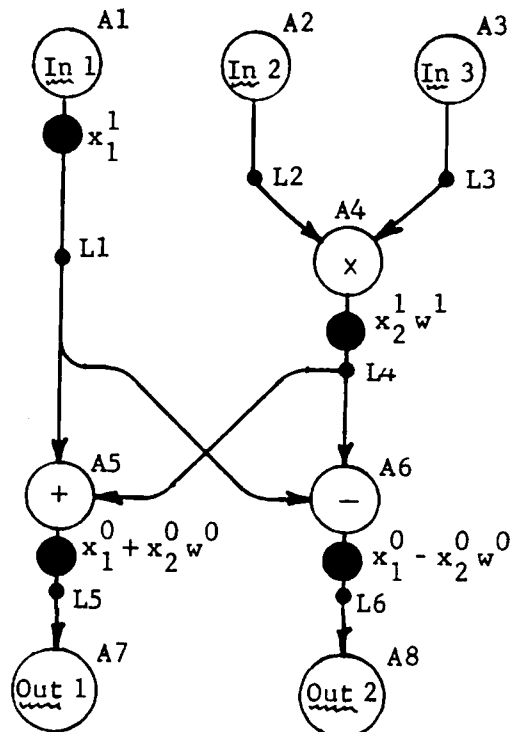 A1 A2 A3
In 1 In 2 In 3
x₁¹
L2 L3
A4
L1
×
x₂¹ w¹
L4
A5 A6
+ −
x₁⁰ + x₂⁰ w⁰ x₁⁰ - x₂⁰ w⁰
L5 L6
A7 A8
Out 1 Out 2